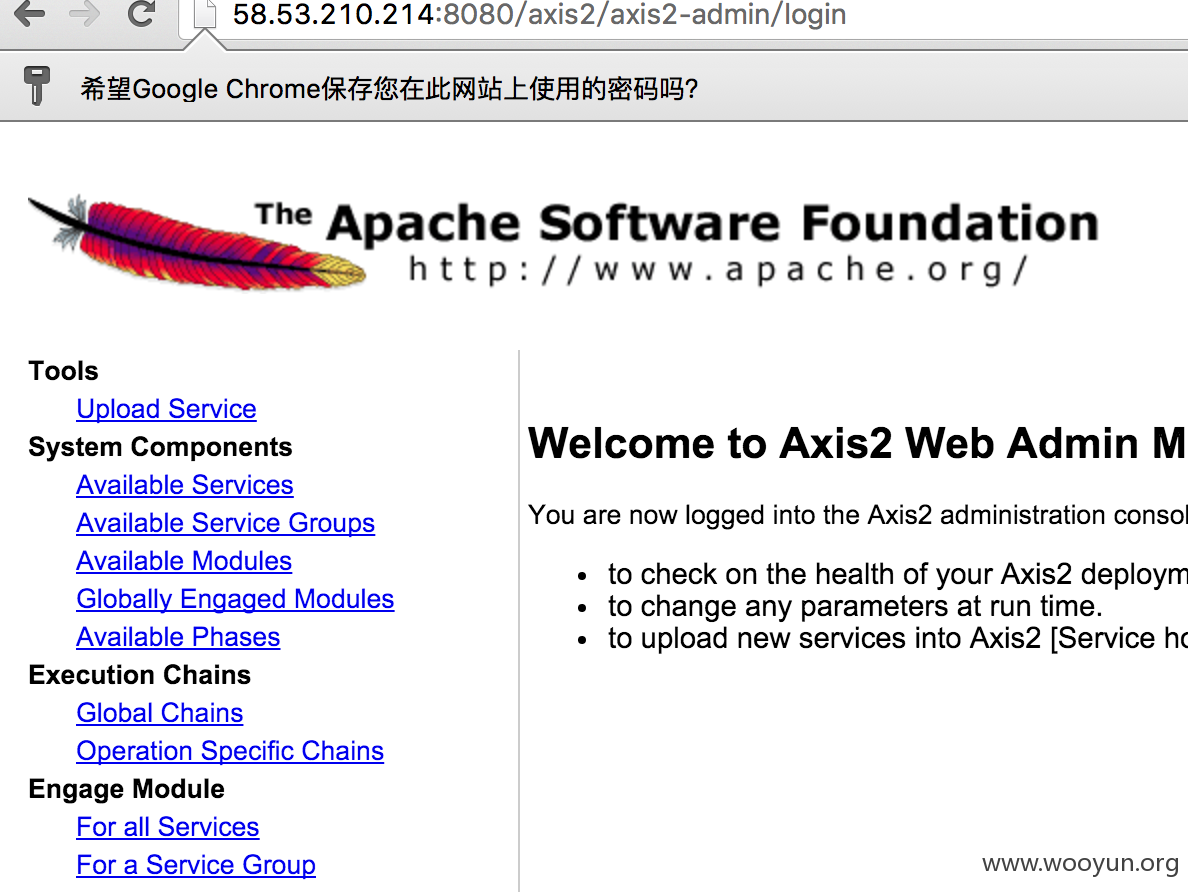 58.53.210.214:8080/axis2/axis2-admin/login
希望Google Chrome保存您在此网站上使用的密码吗?
The Apache Software Foundation
http://www.apache.org/
Tools
Upload Service
System Components
Available Services
Available Service Groups
Available Modules
Globally Engaged Modules
Available Phases
Execution Chains
Global Chains
Operation Specific Chains
Engage Module
For all Services
For a Service Group
Welcome to Axis2 Web Admin M
You are now logged into the Axis2 administration consol
• to check on the health of your Axis2 deploym
• to change any parameters at run time.
• to upload new services into Axis2 [Service ho
www.wooyun.org